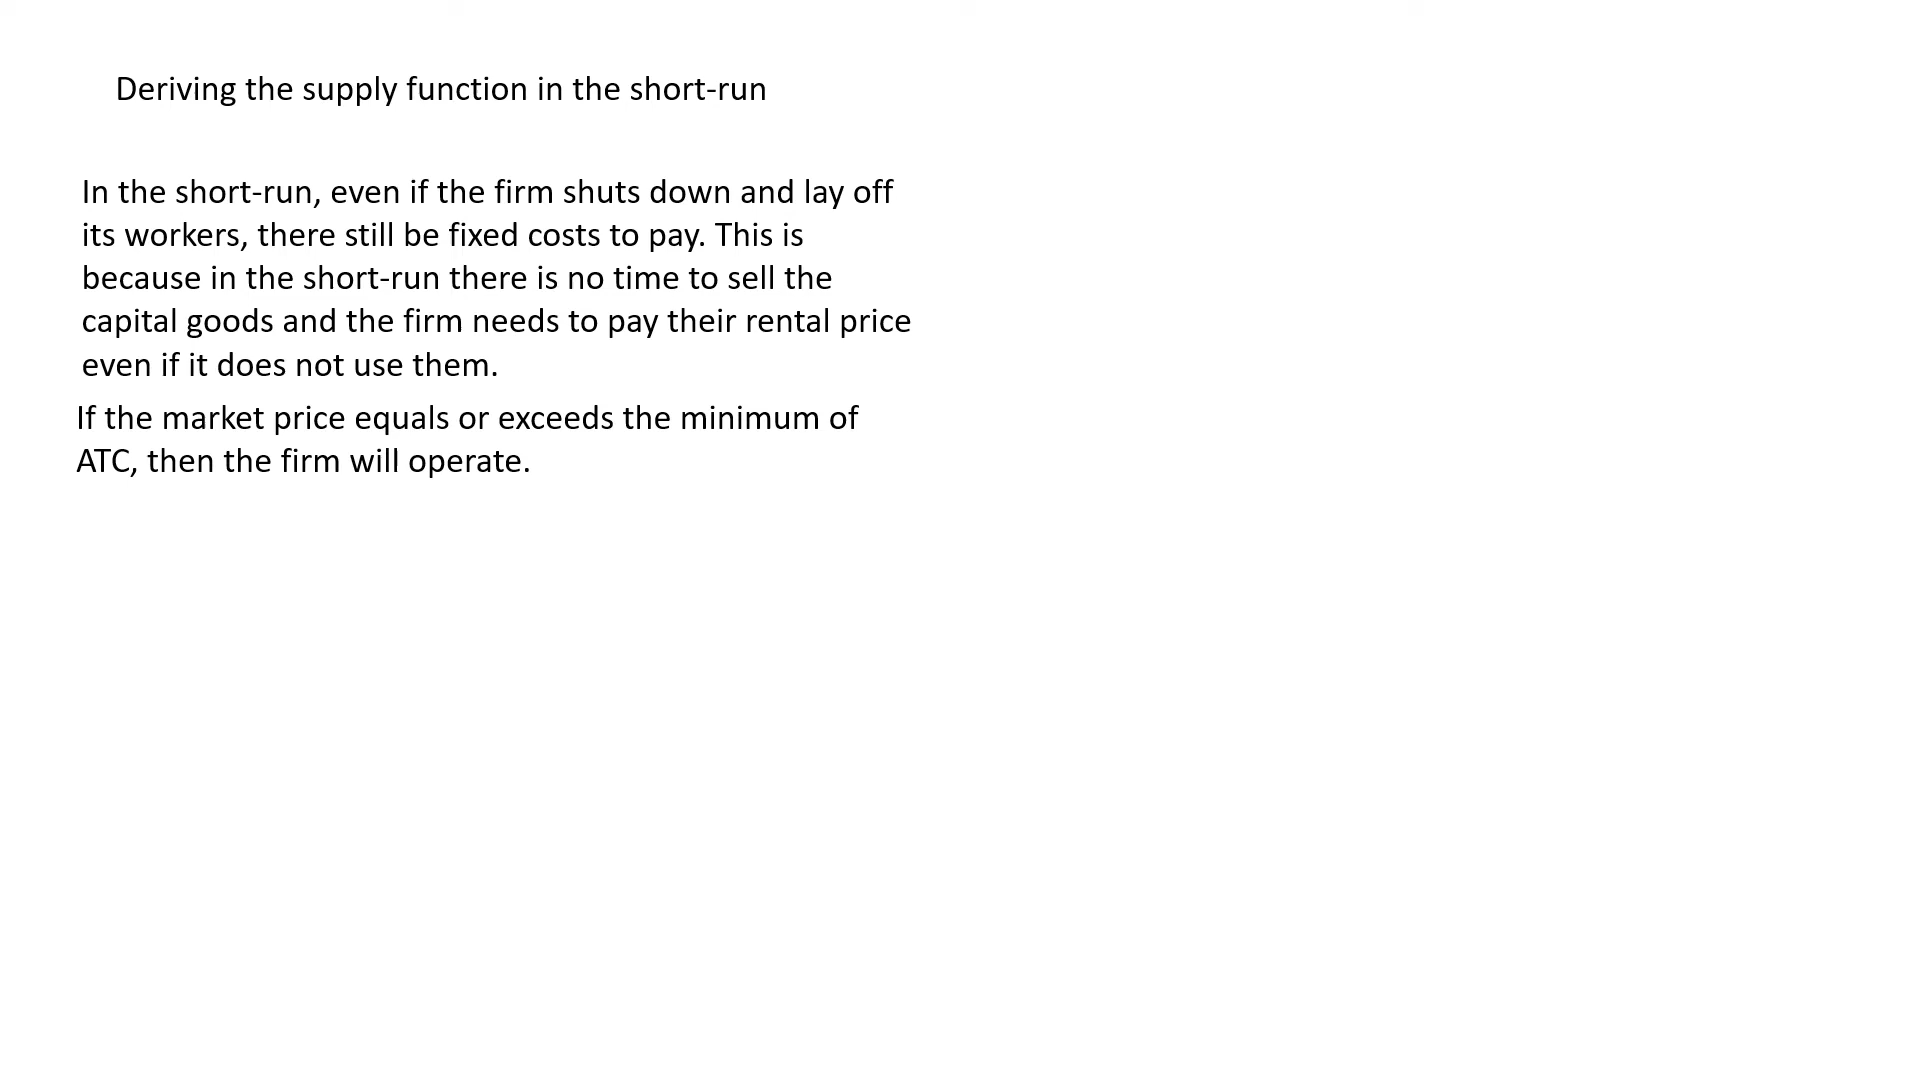 Deriving the supply function in the short-run
In the short-run, even if the firm shuts down and lay off
its workers, there still be fixed costs to pay. This is
because in the short-run there is no time to sell the
capital goods and the firm needs to pay their rental price
even if it does not use them.
If the market price equals or exceeds the minimum of
ATC, then the firm will operate.